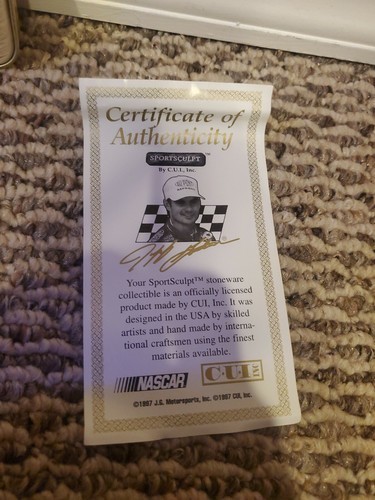 Certificate of
Authenticity
SPORTSCULPT™
By C.U.I., Inc.
Your SportSculpt™ stoneware
collectible is an officially licensed
product made by CUI, Inc. It was
designed in the USA by skilled
artists and hand made by interna-
tional craftsmen using the finest
materials available.
NASCAR C·U·I INC
©1997 J.G. Motorsports, Inc. ©1997 CUI, Inc.